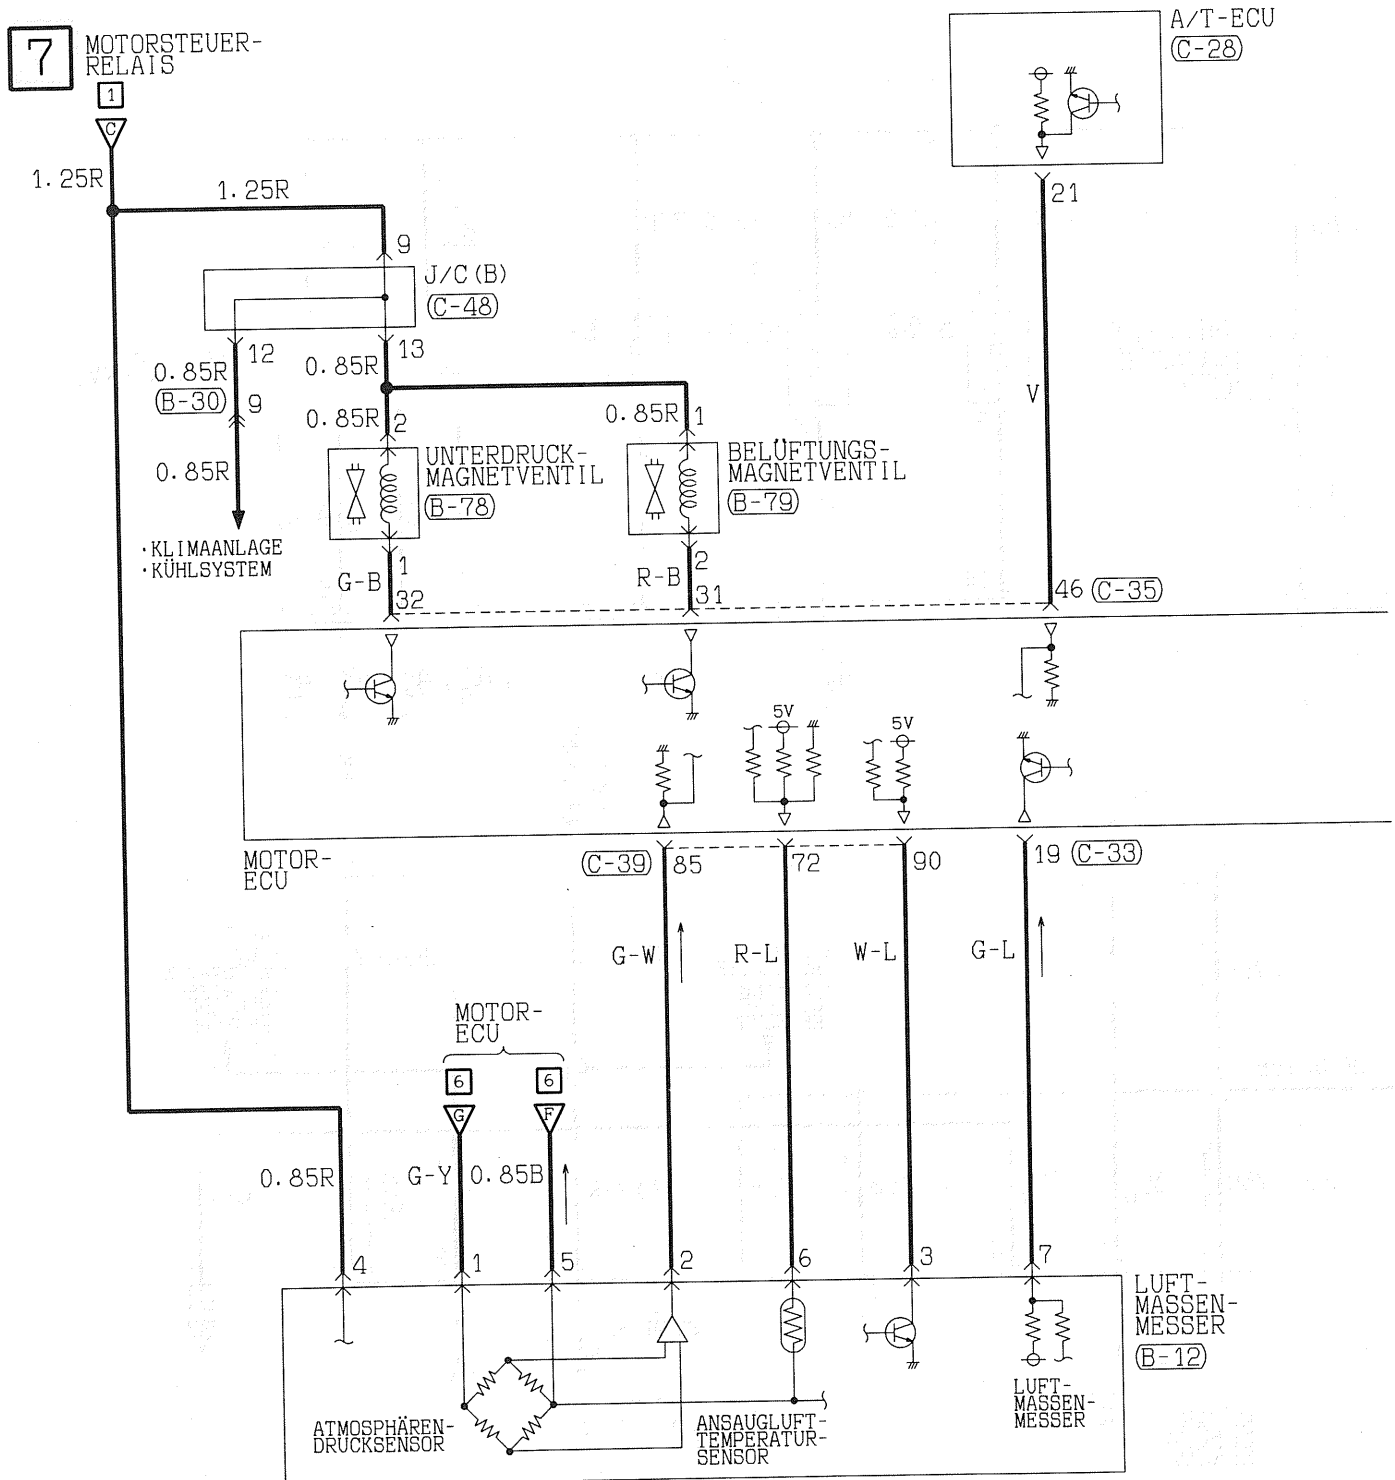 7
MOTORSTEUER-
RELAIS
1
C
1.25R
1.25R
9
J/C(B)
(C-48)
12
13
0.85R
0.85R
(B-30)
9
0.85R
0.85R
2
0.85R
1
UNTERDRUCK-
MAGNETVENTIL
(B-78)
BELÜFTUNGS-
MAGNETVENTIL
(B-79)
·KLIMAANLAGE
·KÜHLSYSTEM
G-B
1
32
R-B
2
31
A/T-ECU
(C-28)
21
V
46
(C-35)
5V
5V
MOTOR-
ECU
(C-39)
85
72
90
19
(C-33)
G-W
R-L
W-L
G-L
MOTOR-
ECU
6
6
G
F
0.85R
G-Y
0.85B
4
1
5
2
6
3
7
LUFT-
MASSEN-
MESSER
(B-12)
ATMOSPHÄREN-
DRUCKSENSOR
ANSAUGLUFT-
TEMPERATUR-
SENSOR
LUFT-
MASSEN-
MESSER